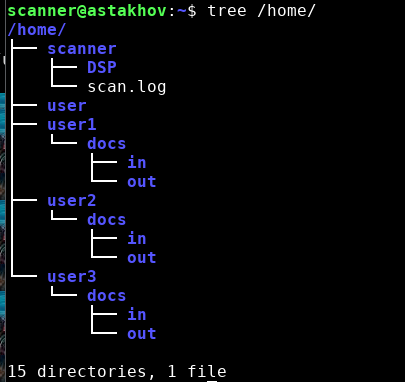 scanner@astakhov:~$ tree /home/
/home/
├── scanner
│   ├── DSP
│   └── scan.log
├── user
├── user1
│   └── docs
│       ├── in
│       └── out
├── user2
│   └── docs
│       ├── in
│       └── out
└── user3
    └── docs
        ├── in
        └── out
15 directories, 1 file